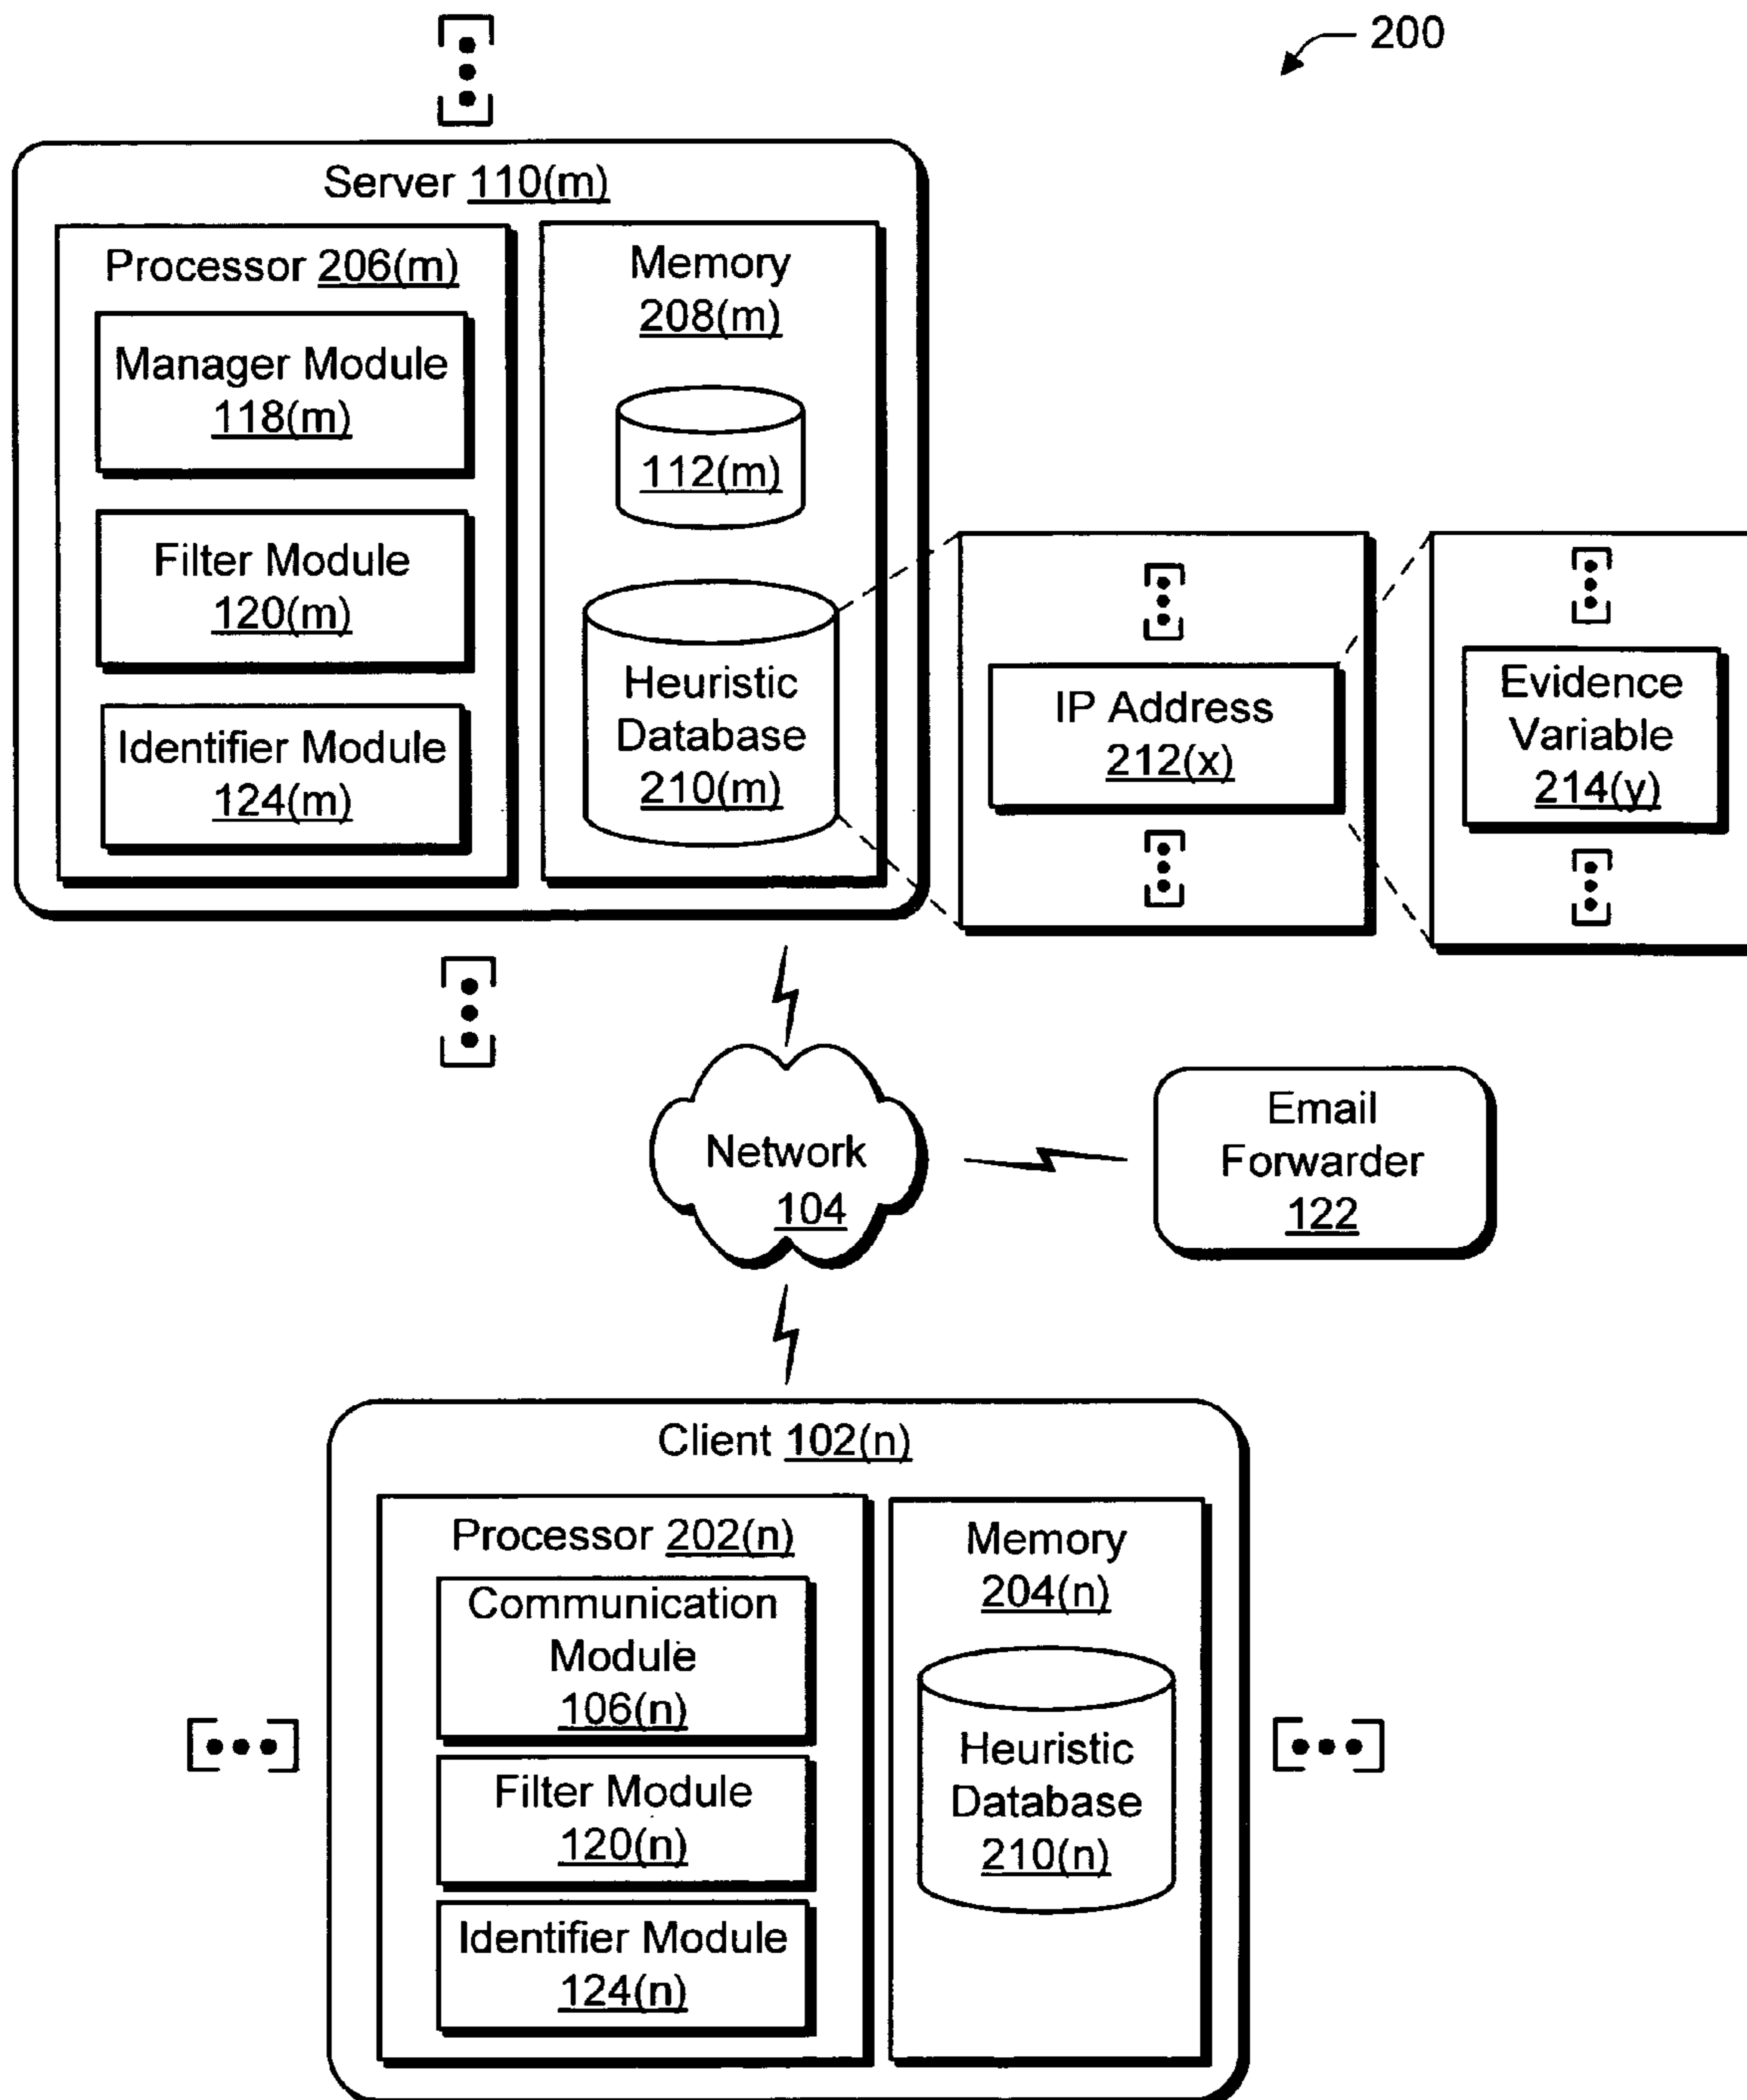 200
Server 110(m)
Processor 206(m)
Manager Module
118(m)
Filter Module
120(m)
Identifier Module
124(m)
Memory
208(m)
112(m)
Heuristic
Database
210(m)
IP Address
212(x)
Evidence
Variable
214(y)
Network
104
Email
Forwarder
122
Client 102(n)
Processor 202(n)
Communication
Module
106(n)
Filter Module
120(n)
Identifier Module
124(n)
Memory
204(n)
Heuristic
Database
210(n)